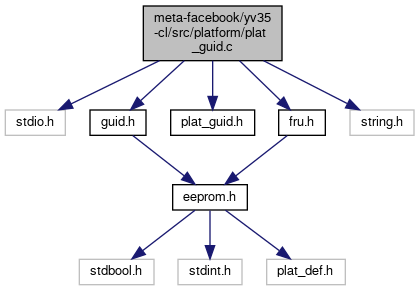 meta-facebook/yv35
-cl/src/platform/plat
_guid.c
stdio.h
guid.h
plat_guid.h
fru.h
string.h
eeprom.h
stdbool.h
stdint.h
plat_def.h